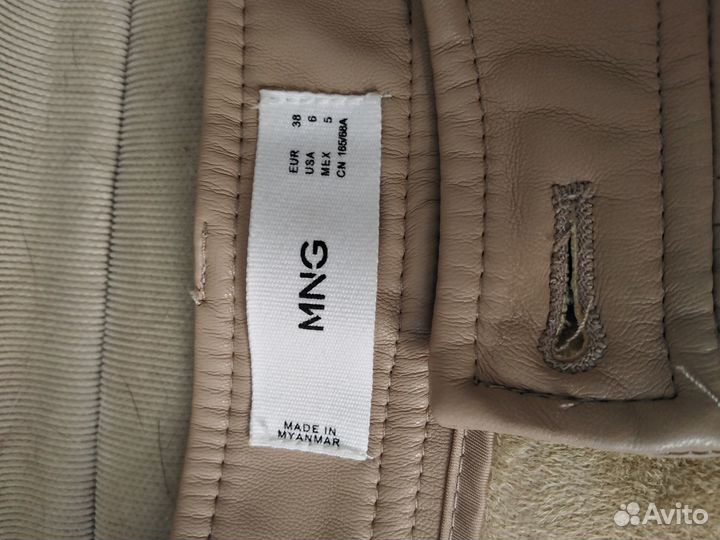 EUR 38
USA 6
MEX 5
CN 165/68A
MNG
MADE IN
MYANMAR
Avito